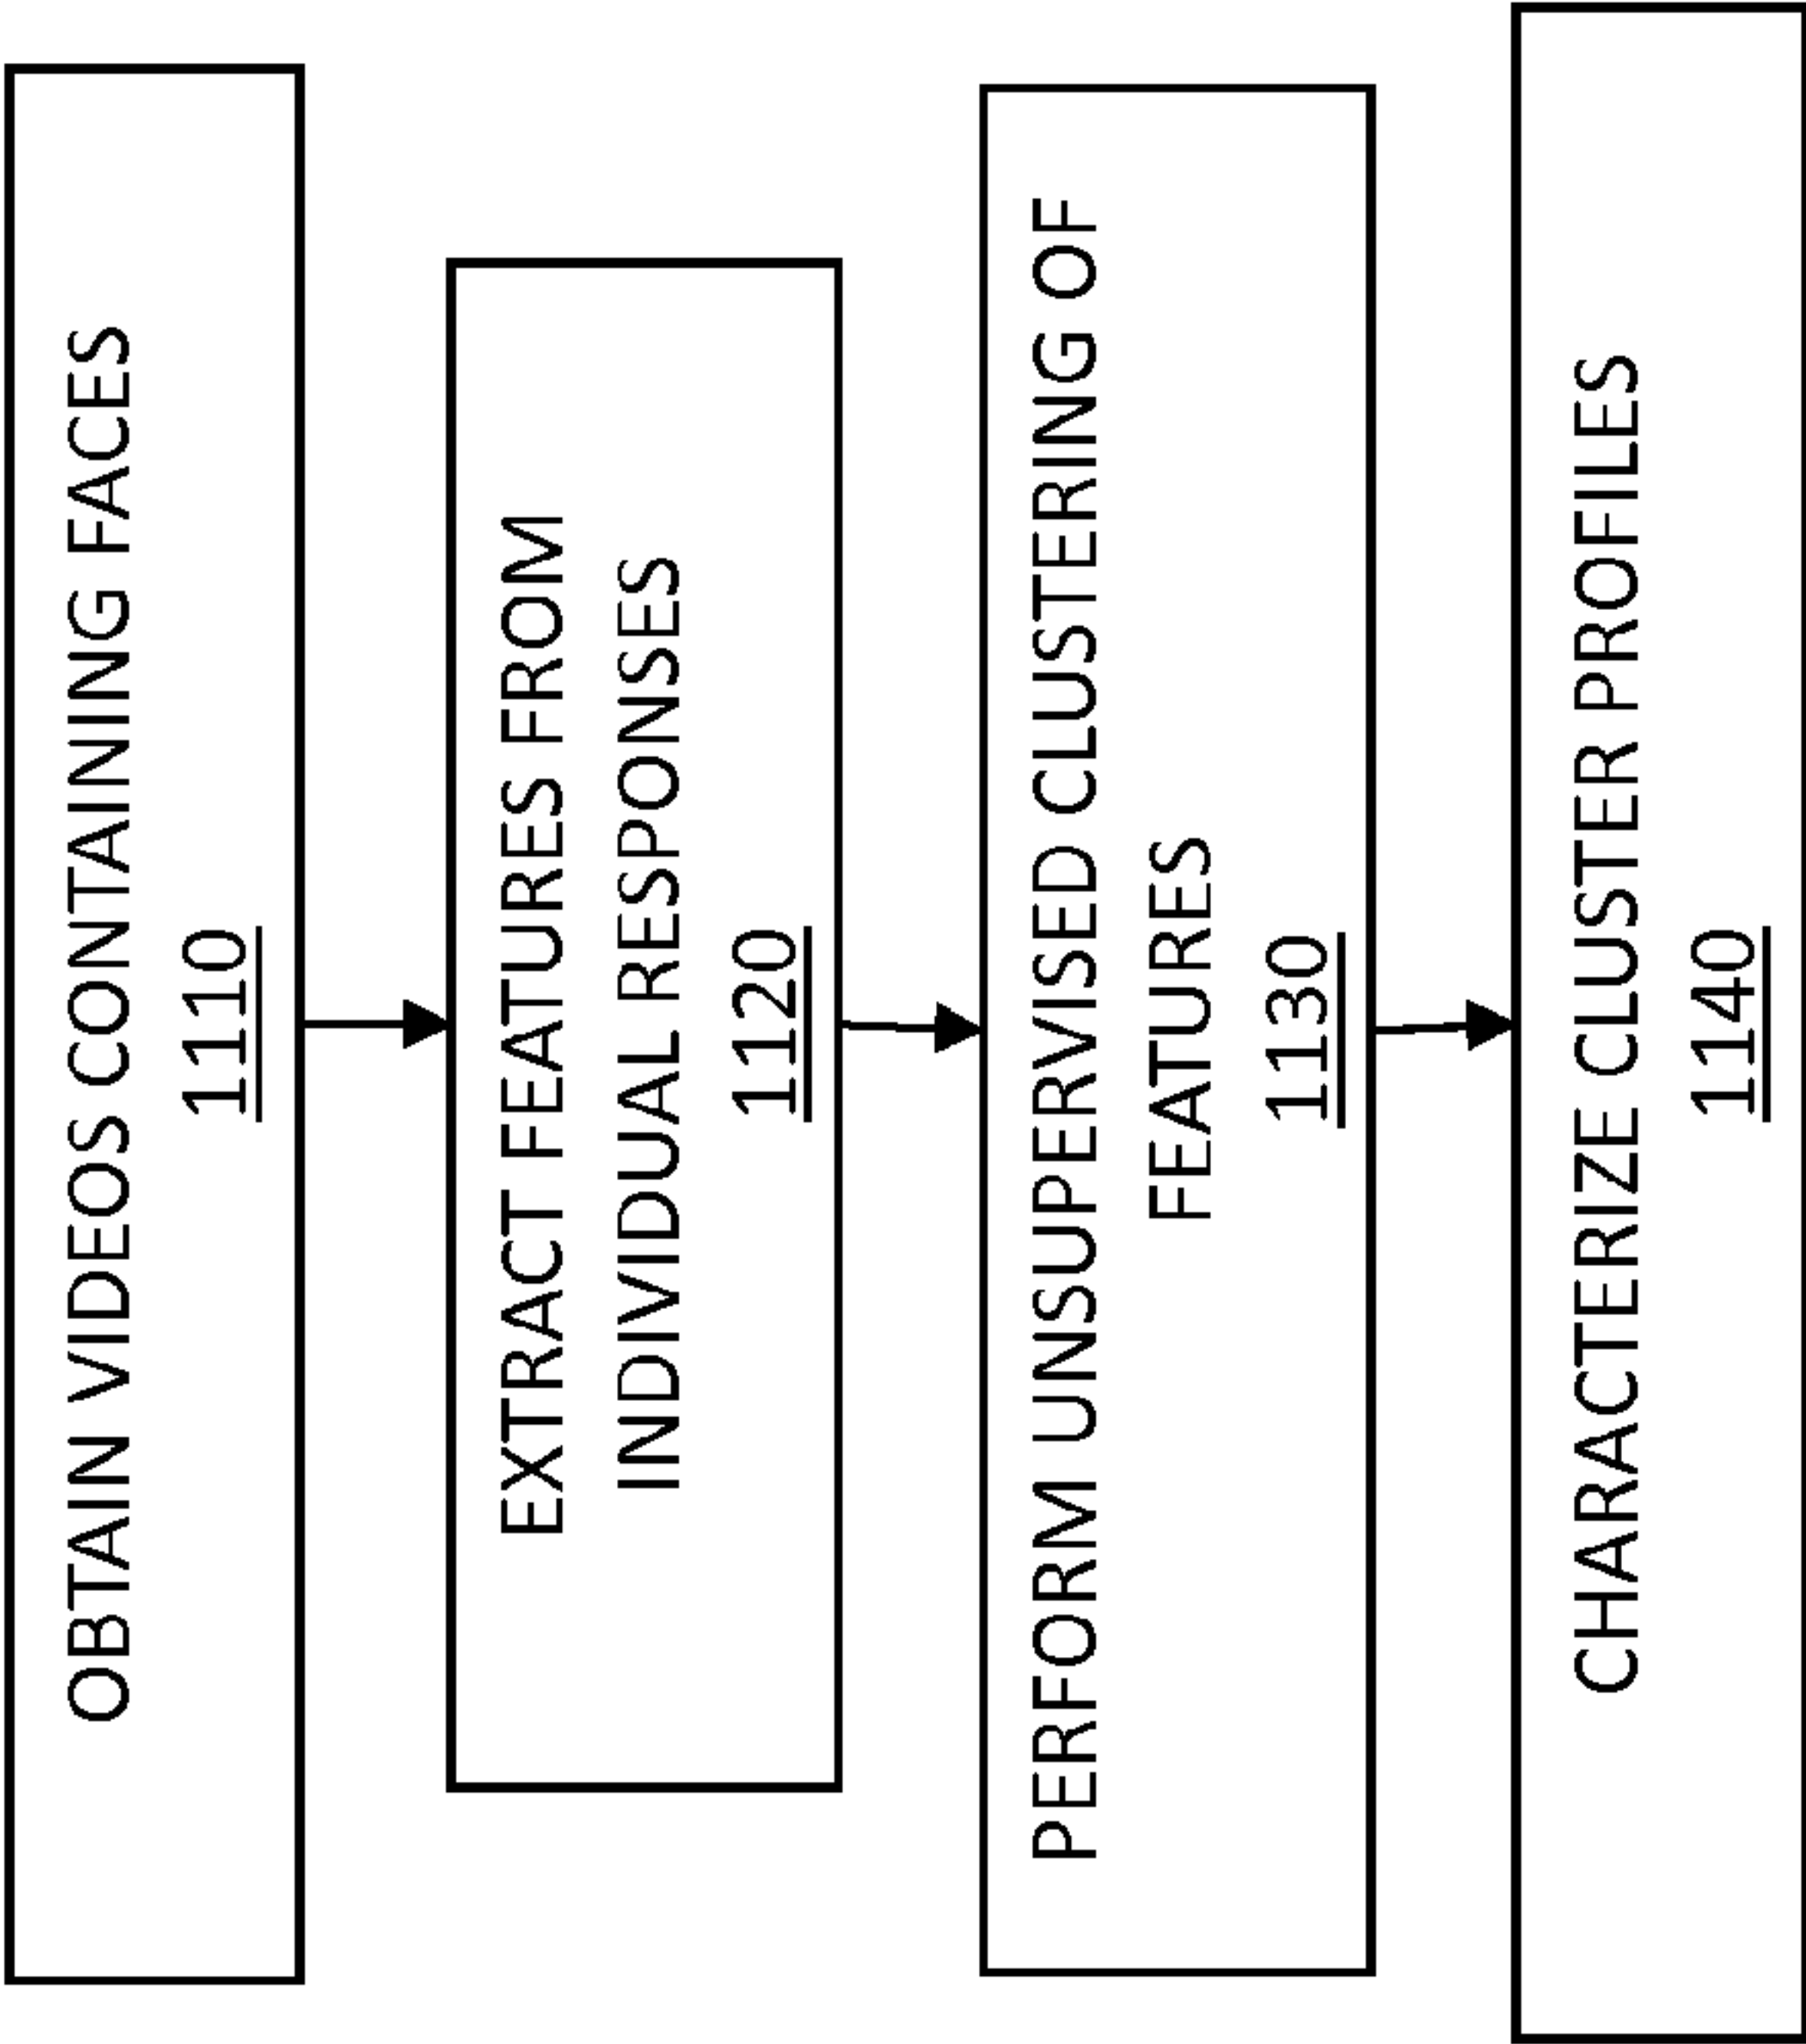 OBTAIN VIDEOS CONTAINING FACES
1110
EXTRACT FEATURES FROM
INDIVIDUAL RESPONSES
1120
PERFORM UNSUPERVISED CLUSTERING OF
FEATURES
1130
CHARACTERIZE CLUSTER PROFILES
1140